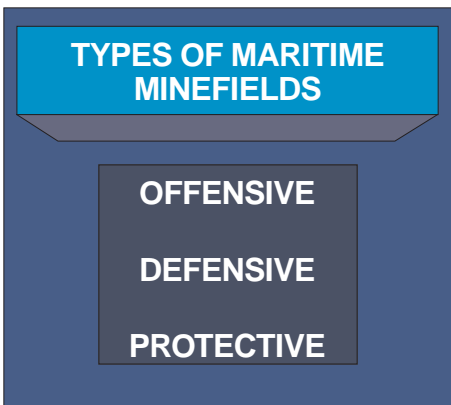 TYPES OF MARITIME
MINEFIELDS
OFFENSIVE
DEFENSIVE
PROTECTIVE